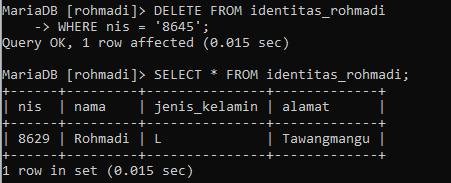 MariaDB [rohmadi]> DELETE FROM identitas_rohmadi
    -> WHERE nis = '8645';
Query OK, 1 row affected (0.015 sec)

MariaDB [rohmadi]> SELECT * FROM identitas_rohmadi;
+------+---------+---------------+-------------+
| nis  | nama    | jenis_kelamin | alamat      |
+------+---------+---------------+-------------+
| 8629 | Rohmadi | L             | Tawangmangu |
+------+---------+---------------+-------------+
1 row in set (0.015 sec)